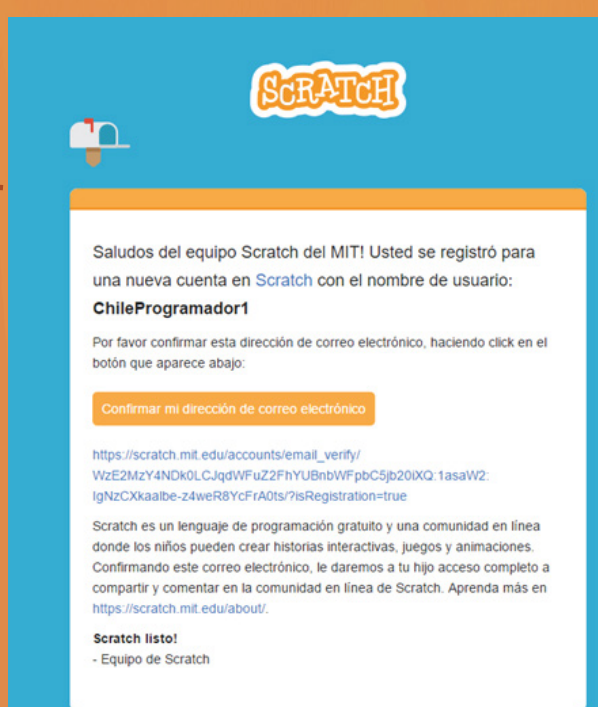 SCRATCH
Saludos del equipo Scratch del MIT! Usted se registró para
una nueva cuenta en Scratch con el nombre de usuario:
ChileProgramador1
Por favor confirmar esta dirección de correo electrónico, haciendo click en el
botón que aparece abajo:
Confirmar mi dirección de correo electrónico
https://scratch.mit.edu/accounts/email_verify/
WzE2MzY4NDk0LCJqdWFuZ2FhYUBnbWFpbC5jb20iXQ:1asaW2:
IgNzCXkaaIbe-z4weR8YcFrA0ts/?isRegistration=true
Scratch es un lenguaje de programación gratuito y una comunidad en línea
donde los niños pueden crear historias interactivas, juegos y animaciones.
Confirmando este correo electrónico, le daremos a tu hijo acceso completo a
compartir y comentar en la comunidad en línea de Scratch. Aprenda más en
https://scratch.mit.edu/about/.
Scratch listo!
- Equipo de Scratch